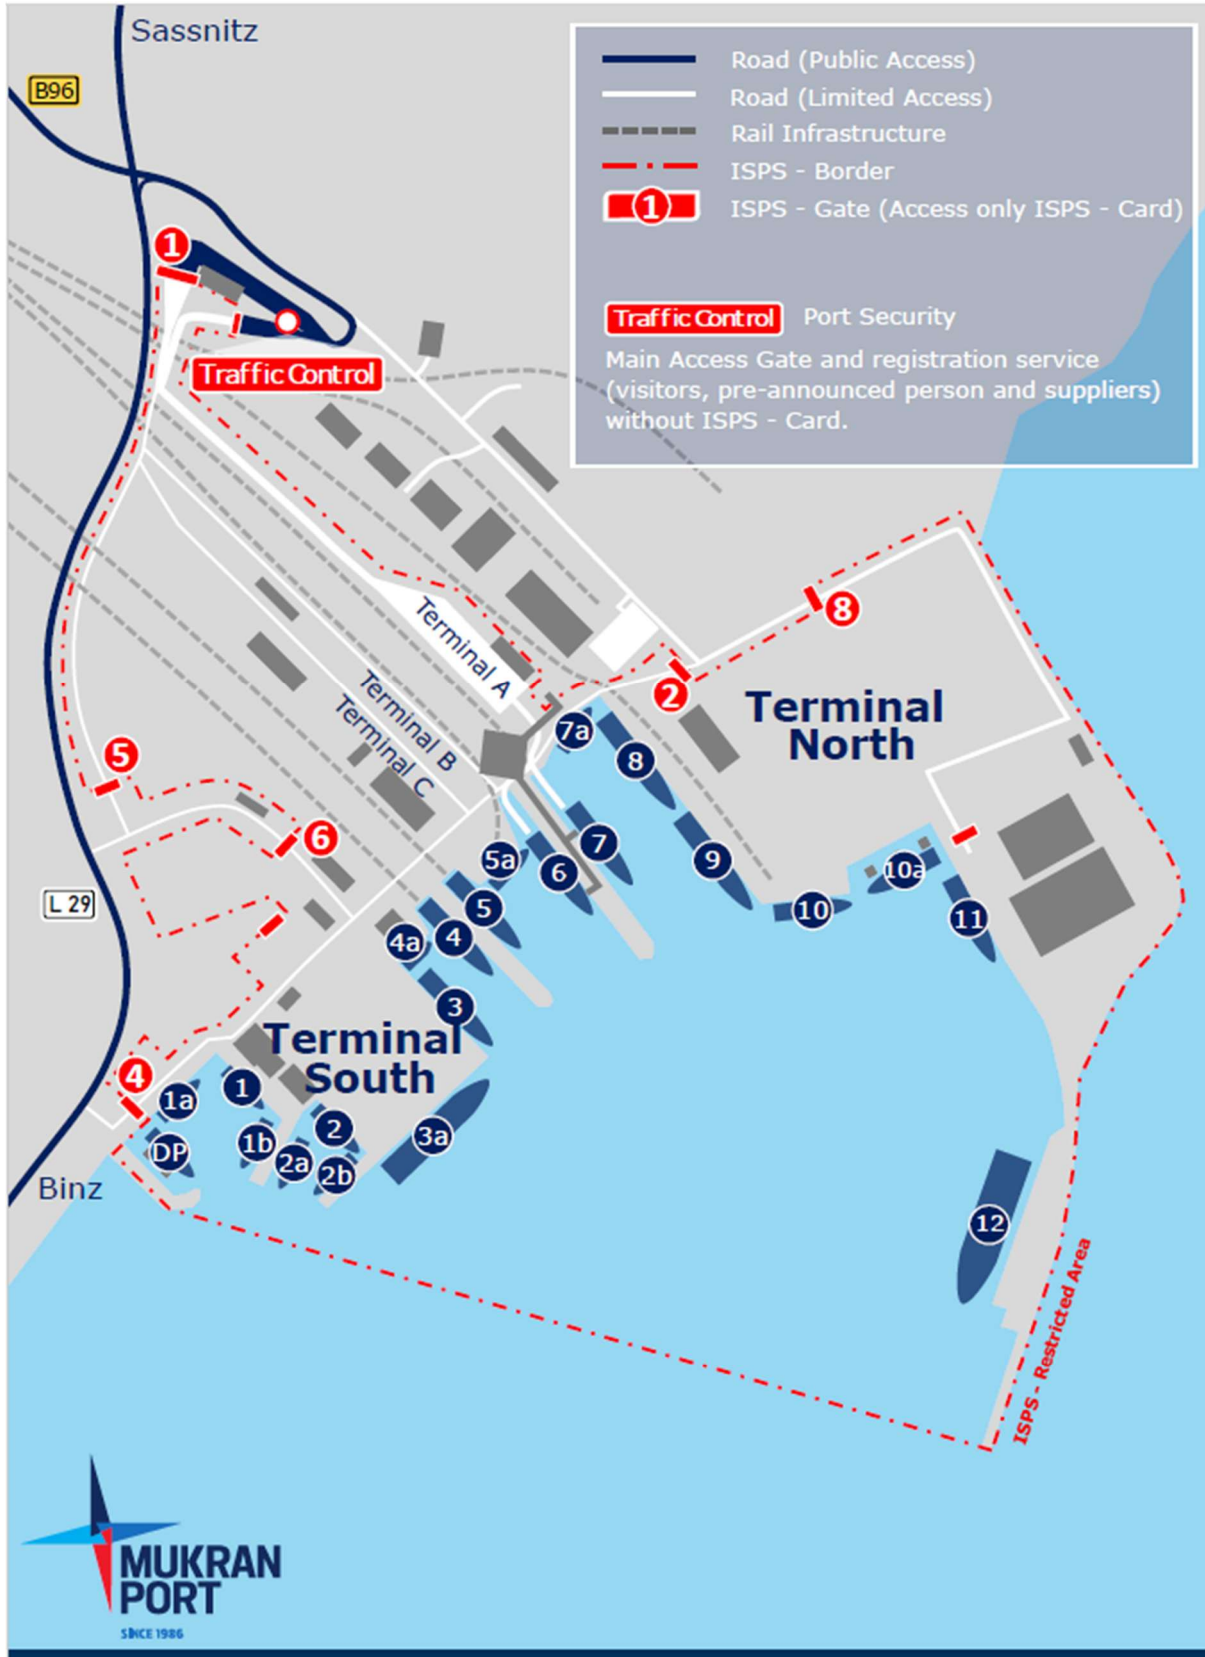 Sassnitz
B96
Road (Public Access)
Road (Limited Access)
Rail Infrastructure
ISPS - Border
1
ISPS - Gate (Access only ISPS - Card)
Traffic Control
Port Security
Main Access Gate and registration service
(visitors, pre-announced person and suppliers)
without ISPS - Card.
1
Traffic Control
Terminal A
Terminal B
Terminal C
8
2
Terminal
North
5
6
L 29
7a
8
7
6
5a
9
10a
10
11
5
4
4a
3
Terminal
South
4
1a
1
DP
1b
2
2a
2b
3a
12
Binz
ISPS - Restricted Area
MUKRAN
PORT
SINCE 1986